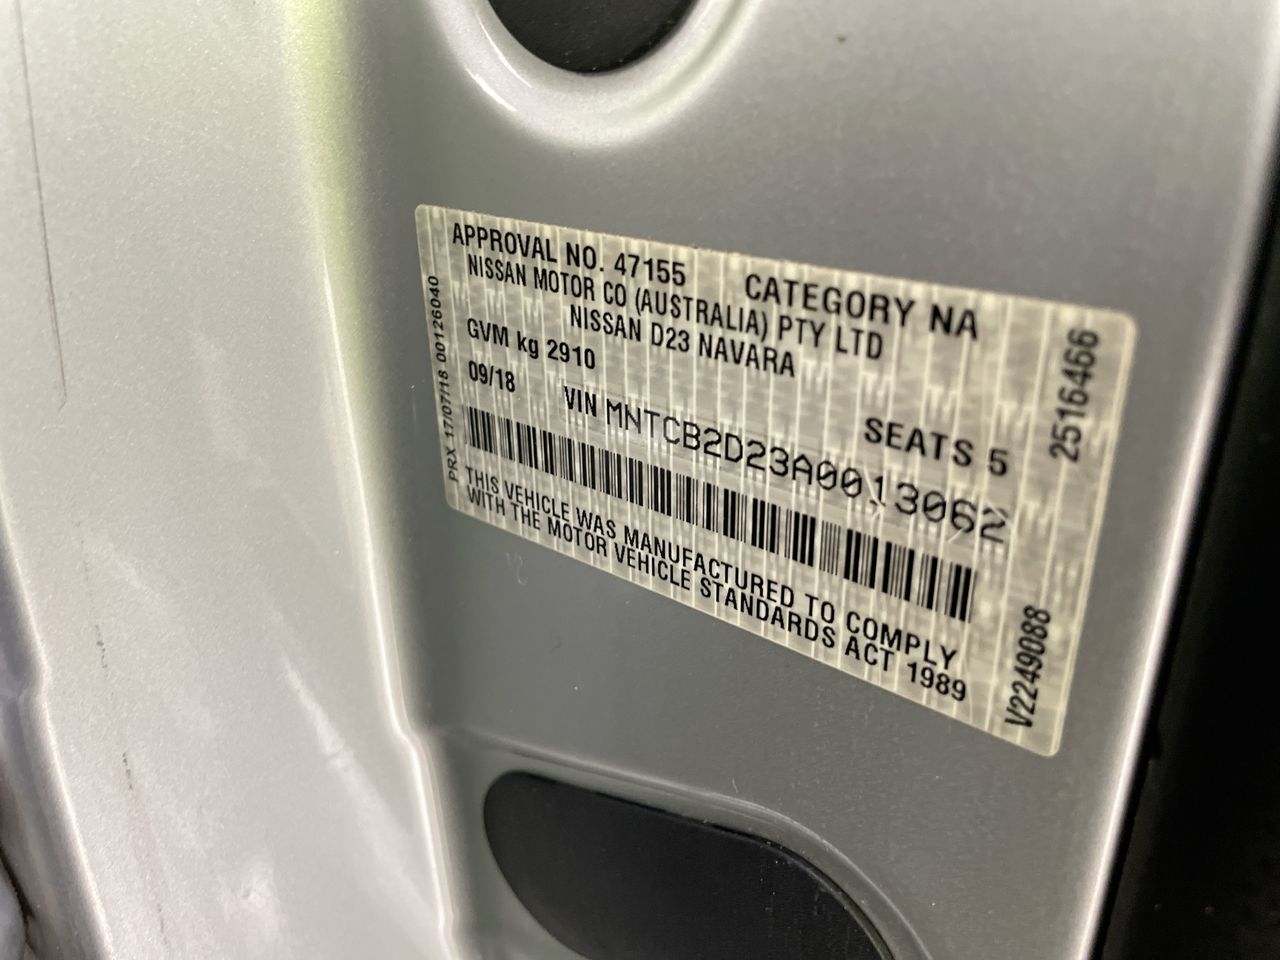 APPROVAL NO. 47155 CATEGORY NA
NISSAN MOTOR CO (AUSTRALIA) PTY LTD
NISSAN D23 NAVARA
GVM kg 2910 SEATS 5
09/18 VIN MNTCB2D23A0013062
THIS VEHICLE WAS MANUFACTURED TO COMPLY
WITH THE MOTOR VEHICLE STANDARDS ACT 1989
PRX 17/07/18 00126040
2516466
V2249088